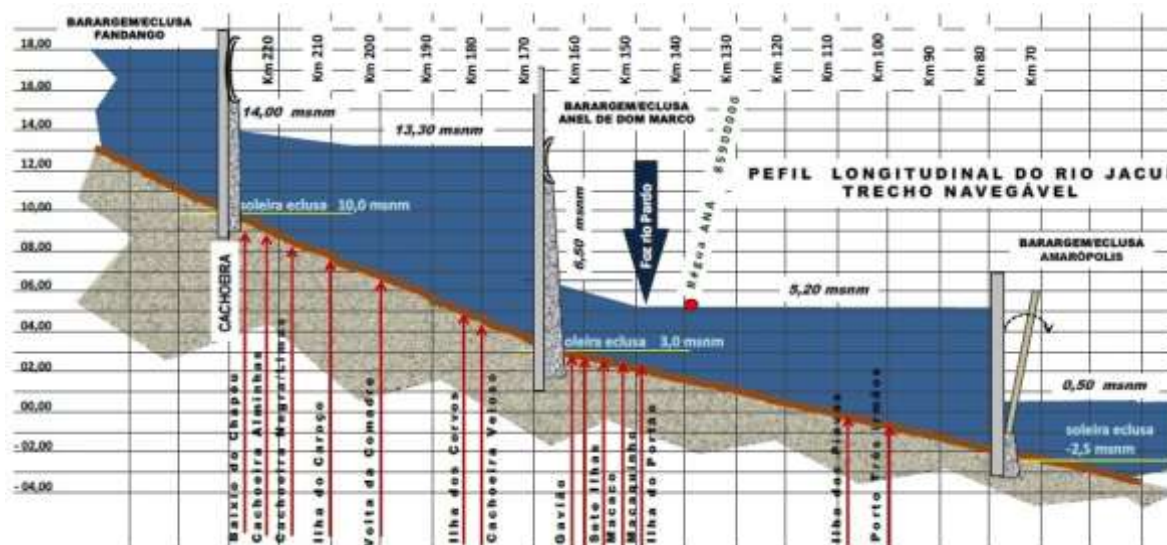 BARARGEM/ECLUSA
FANDANGO
18,00
16,00
14,00
12,00
10,00
08,00
06,00
04,00
02,00
00,00
- 02,00
- 04,00
Km 220
Km 210
Km 200
Km 190
Km 180
Km 170
Km 160
Km 150
Km 140
Km 130
Km 120
Km 110
Km 100
Km 90
Km 80
Km 70
14,00 msnm
13,30 msnm
BARARGEM/ECLUSA
ANEL DE DOM MARCO
6,50 msnm
Foz rio Pardo
Régua ANA 85900000
PEFIL LONGITUDINAL DO RIO JACU
TRECHO NAVEGÁVEL
soleira eclusa 10,0 msnm
CACHOEIRA
BARARGEM/ECLUSA
AMARÓPOLIS
5,20 msnm
oleira eclusa 3,0 msnm
0,50 msnm
soleira eclusa
-2,5 msnm
Baixio do Chapéu
Cachoeira Alminhas
Cachoeira Negra/Limas
Ilha do Caroço
Volta da Comadre
Ilha dos Corvos
Cachoeira Veloso
Gavião
Sete Ilhas
Macaco
Macaquinho
Ilha do Portão
Ilha dos
Porto Três Irmãos